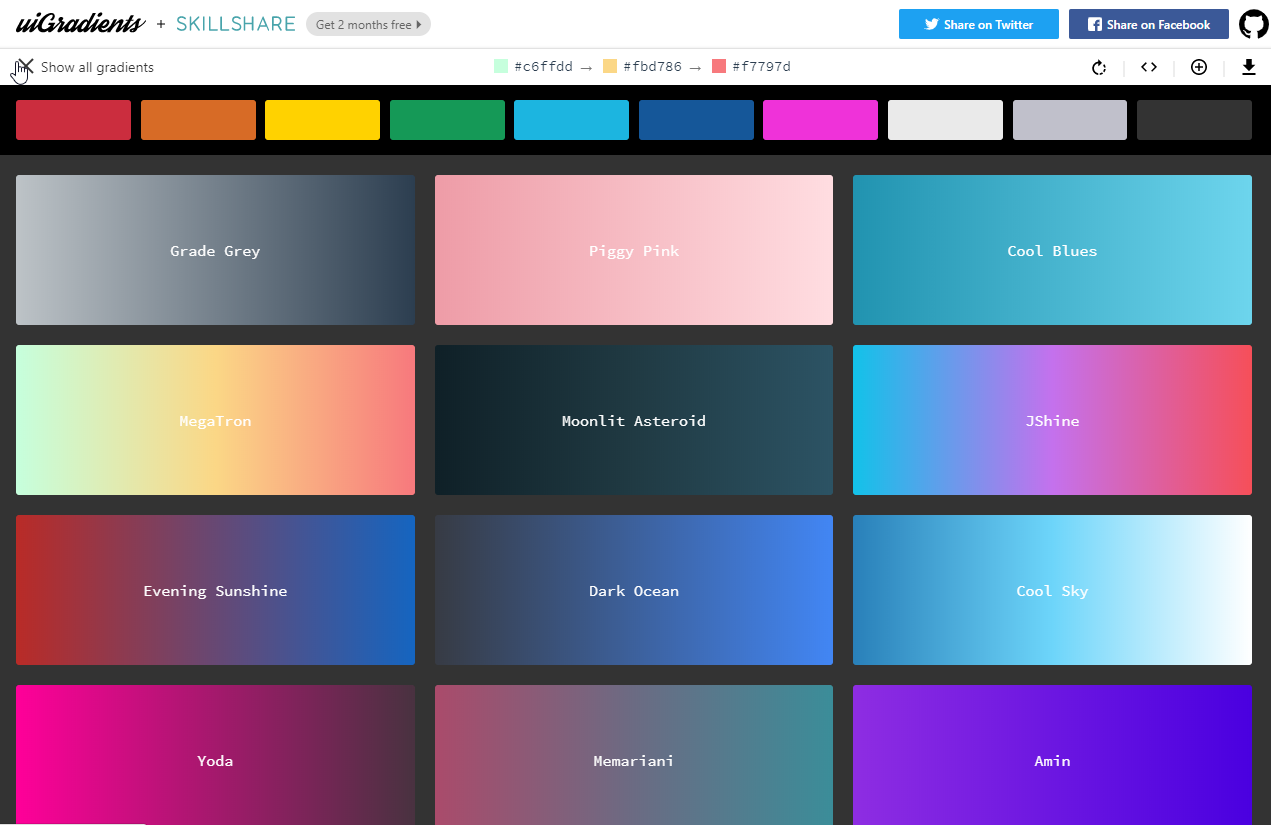 uiGradients + SKILLSHARE Get 2 months free Share on Twitter Share on Facebook
Show all gradients #c6ffdd → #fbd786 → #f7797d
Grade Grey Piggy Pink Cool Blues
MegaTron Moonlit Asteroid JShine
Evening Sunshine Dark Ocean Cool Sky
Yoda Memariani Amin